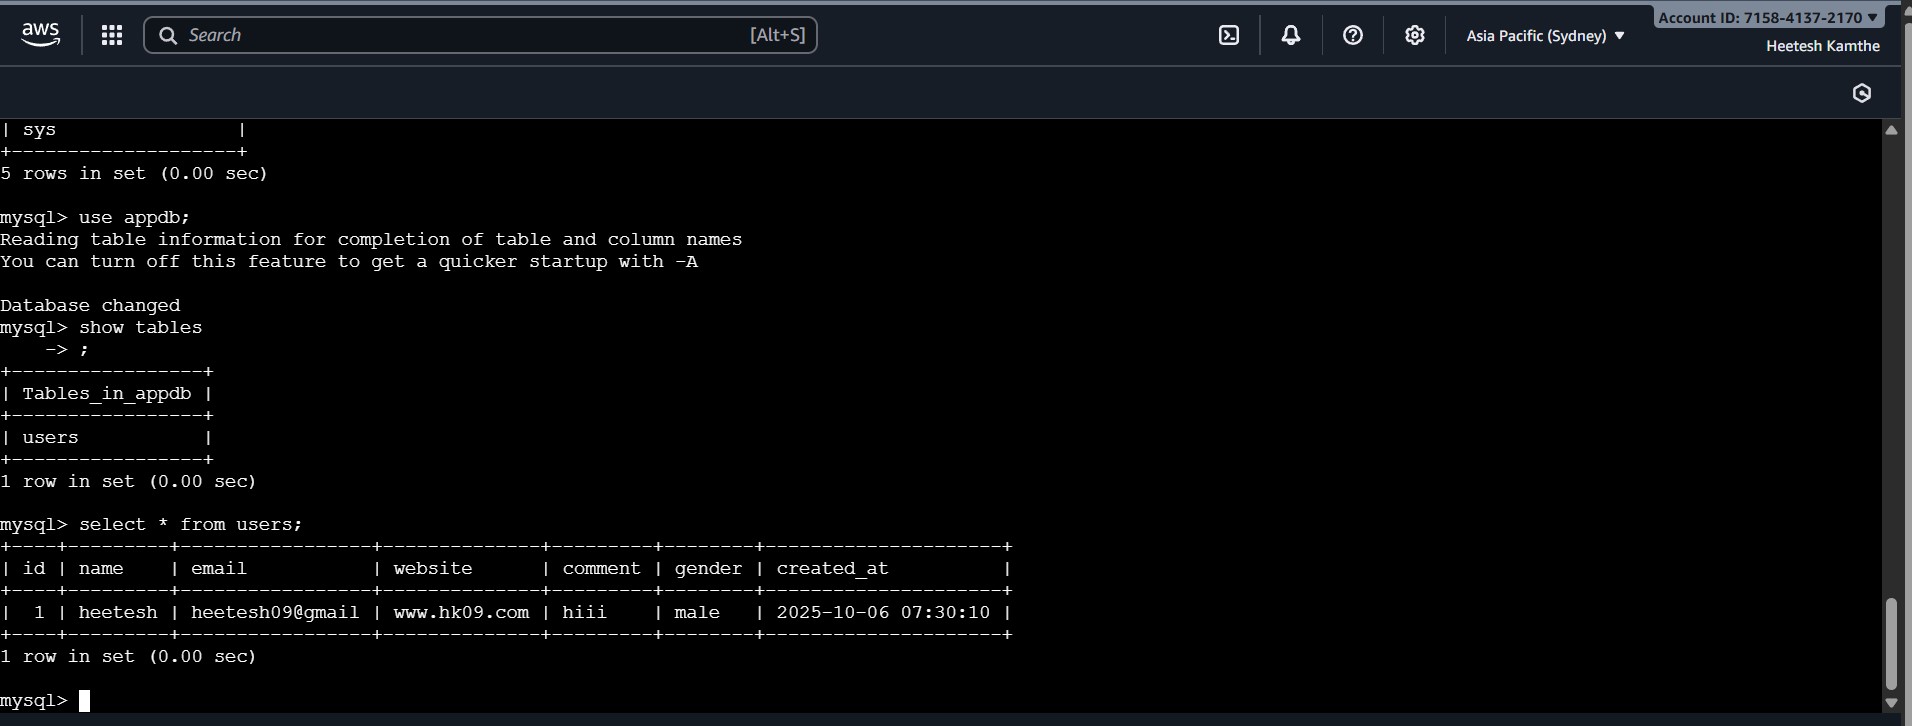 aws
Search [Alt+S]
Asia Pacific (Sydney) ▼
Account ID: 7158-4137-2170 ▼
Heetesh Kamthe
| sys                |
+--------------------+
5 rows in set (0.00 sec)

mysql> use appdb;
Reading table information for completion of table and column names
You can turn off this feature to get a quicker startup with -A

Database changed
mysql> show tables
    -> ;
+-----------------+
| Tables_in_appdb |
+-----------------+
| users           |
+-----------------+
1 row in set (0.00 sec)

mysql> select * from users;
+----+---------+-----------------+--------------+---------+--------+---------------------+
| id | name    | email           | website      | comment | gender | created_at          |
+----+---------+-----------------+--------------+---------+--------+---------------------+
|  1 | heetesh | heetesh09@gmail | www.hk09.com | hiii    | male   | 2025-10-06 07:30:10 |
+----+---------+-----------------+--------------+---------+--------+---------------------+
1 row in set (0.00 sec)

mysql>